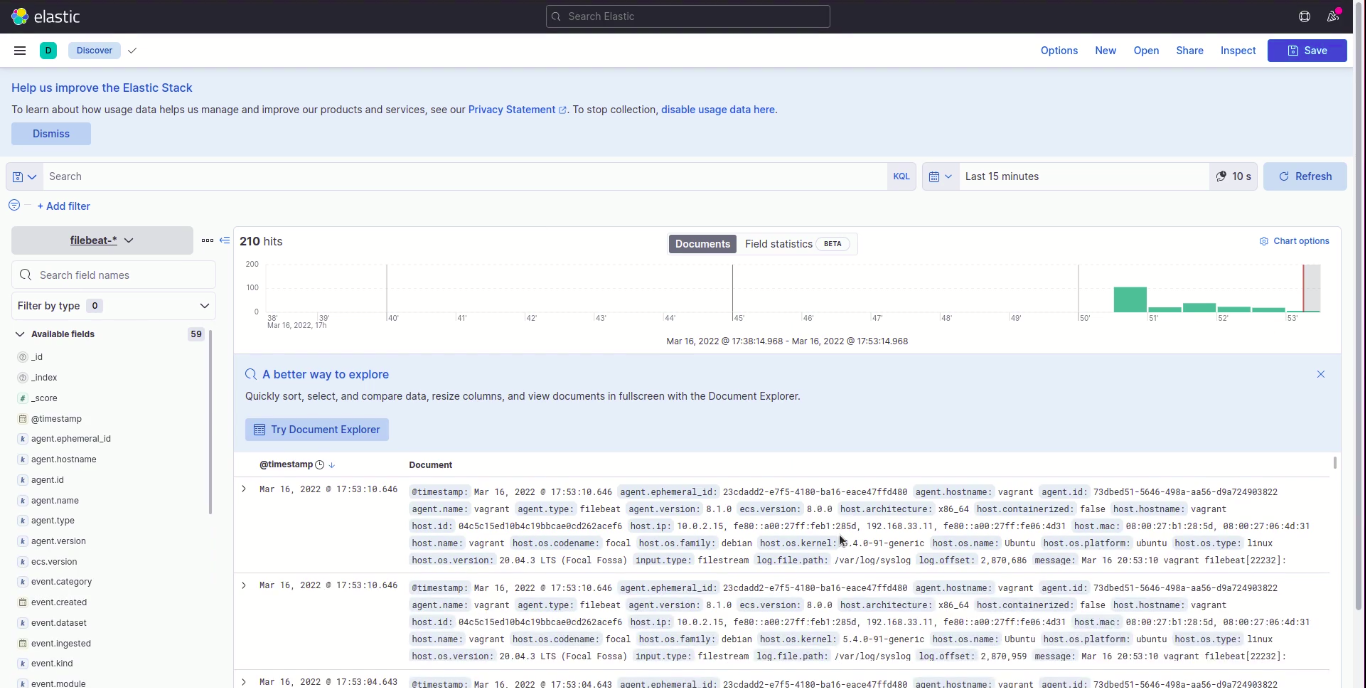 elastic
Search Elastic
D Discover Options New Open Share Inspect Save
Help us improve the Elastic Stack
To learn about how usage data helps us manage and improve our products and services, see our Privacy Statement. To stop collection, disable usage data here.
Dismiss
Search KQL Last 15 minutes 10 s Refresh
+ Add filter
filebeat-*
210 hits Documents Field statistics BETA Chart options
Search field names
Filter by type 0
Available fields 59
_id
_index
_score
@timestamp
agent.ephemeral_id
agent.hostname
agent.id
agent.name
agent.type
agent.version
ecs.version
event.category
event.created
event.dataset
event.ingested
event.kind
event.module
200
100
0
38' 39' 40' 41' 42' 43' 44' 45' 46' 47' 48' 49' 50' 51' 52' 53'
Mar 16, 2022, 17h
Mar 16, 2022 @ 17:38:14.968 - Mar 16, 2022 @ 17:53:14.968
A better way to explore
Quickly sort, select, and compare data, resize columns, and view documents in fullscreen with the Document Explorer.
Try Document Explorer
@timestamp Document
Mar 16, 2022 @ 17:53:10.646 @timestamp: Mar 16, 2022 @ 17:53:10.646 agent.ephemeral_id: 23cdadd2-e7f5-4180-ba16-eace47ffd480 agent.hostname: vagrant agent.id: 73dbed51-5646-498a-aa56-d9a724903822
agent.name: vagrant agent.type: filebeat agent.version: 8.1.0 ecs.version: 8.0.0 host.architecture: x86_64 host.containerized: false host.hostname: vagrant
host.id: 04c5c15ed10b4c19bbcae0cd262acef6 host.ip: 10.0.2.15, fe80::a00:27ff:feb1:285d, 192.168.33.11, fe80::a00:27ff:fe06:4d31 host.mac: 08:00:27:b1:28:5d, 08:00:27:06:4d:31
host.name: vagrant host.os.codename: focal host.os.family: debian host.os.kernel: 5.4.0-91-generic host.os.name: Ubuntu host.os.platform: ubuntu host.os.type: linux
host.os.version: 20.04.3 LTS (Focal Fossa) input.type: filestream log.file.path: /var/log/syslog log.offset: 2,870,686 message: Mar 16 20:53:10 vagrant filebeat[22232]:
Mar 16, 2022 @ 17:53:10.646 @timestamp: Mar 16, 2022 @ 17:53:10.646 agent.ephemeral_id: 23cdadd2-e7f5-4180-ba16-eace47ffd480 agent.hostname: vagrant agent.id: 73dbed51-5646-498a-aa56-d9a724903822
agent.name: vagrant agent.type: filebeat agent.version: 8.1.0 ecs.version: 8.0.0 host.architecture: x86_64 host.containerized: false host.hostname: vagrant
host.id: 04c5c15ed10b4c19bbcae0cd262acef6 host.ip: 10.0.2.15, fe80::a00:27ff:feb1:285d, 192.168.33.11, fe80::a00:27ff:fe06:4d31 host.mac: 08:00:27:b1:28:5d, 08:00:27:06:4d:31
host.name: vagrant host.os.codename: focal host.os.family: debian host.os.kernel: 5.4.0-91-generic host.os.name: Ubuntu host.os.platform: ubuntu host.os.type: linux
host.os.version: 20.04.3 LTS (Focal Fossa) input.type: filestream log.file.path: /var/log/syslog log.offset: 2,870,959 message: Mar 16 20:53:10 vagrant filebeat[22232]:
Mar 16, 2022 @ 17:53:04.643 @timestamp: Mar 16, 2022 @ 17:53:04.643 agent.ephemeral_id: 23cdadd2-e7f5-4180-ba16-eace47ffd480 agent.hostname: vagrant agent.id: 73dbed51-5646-498a-aa56-d9a724903822